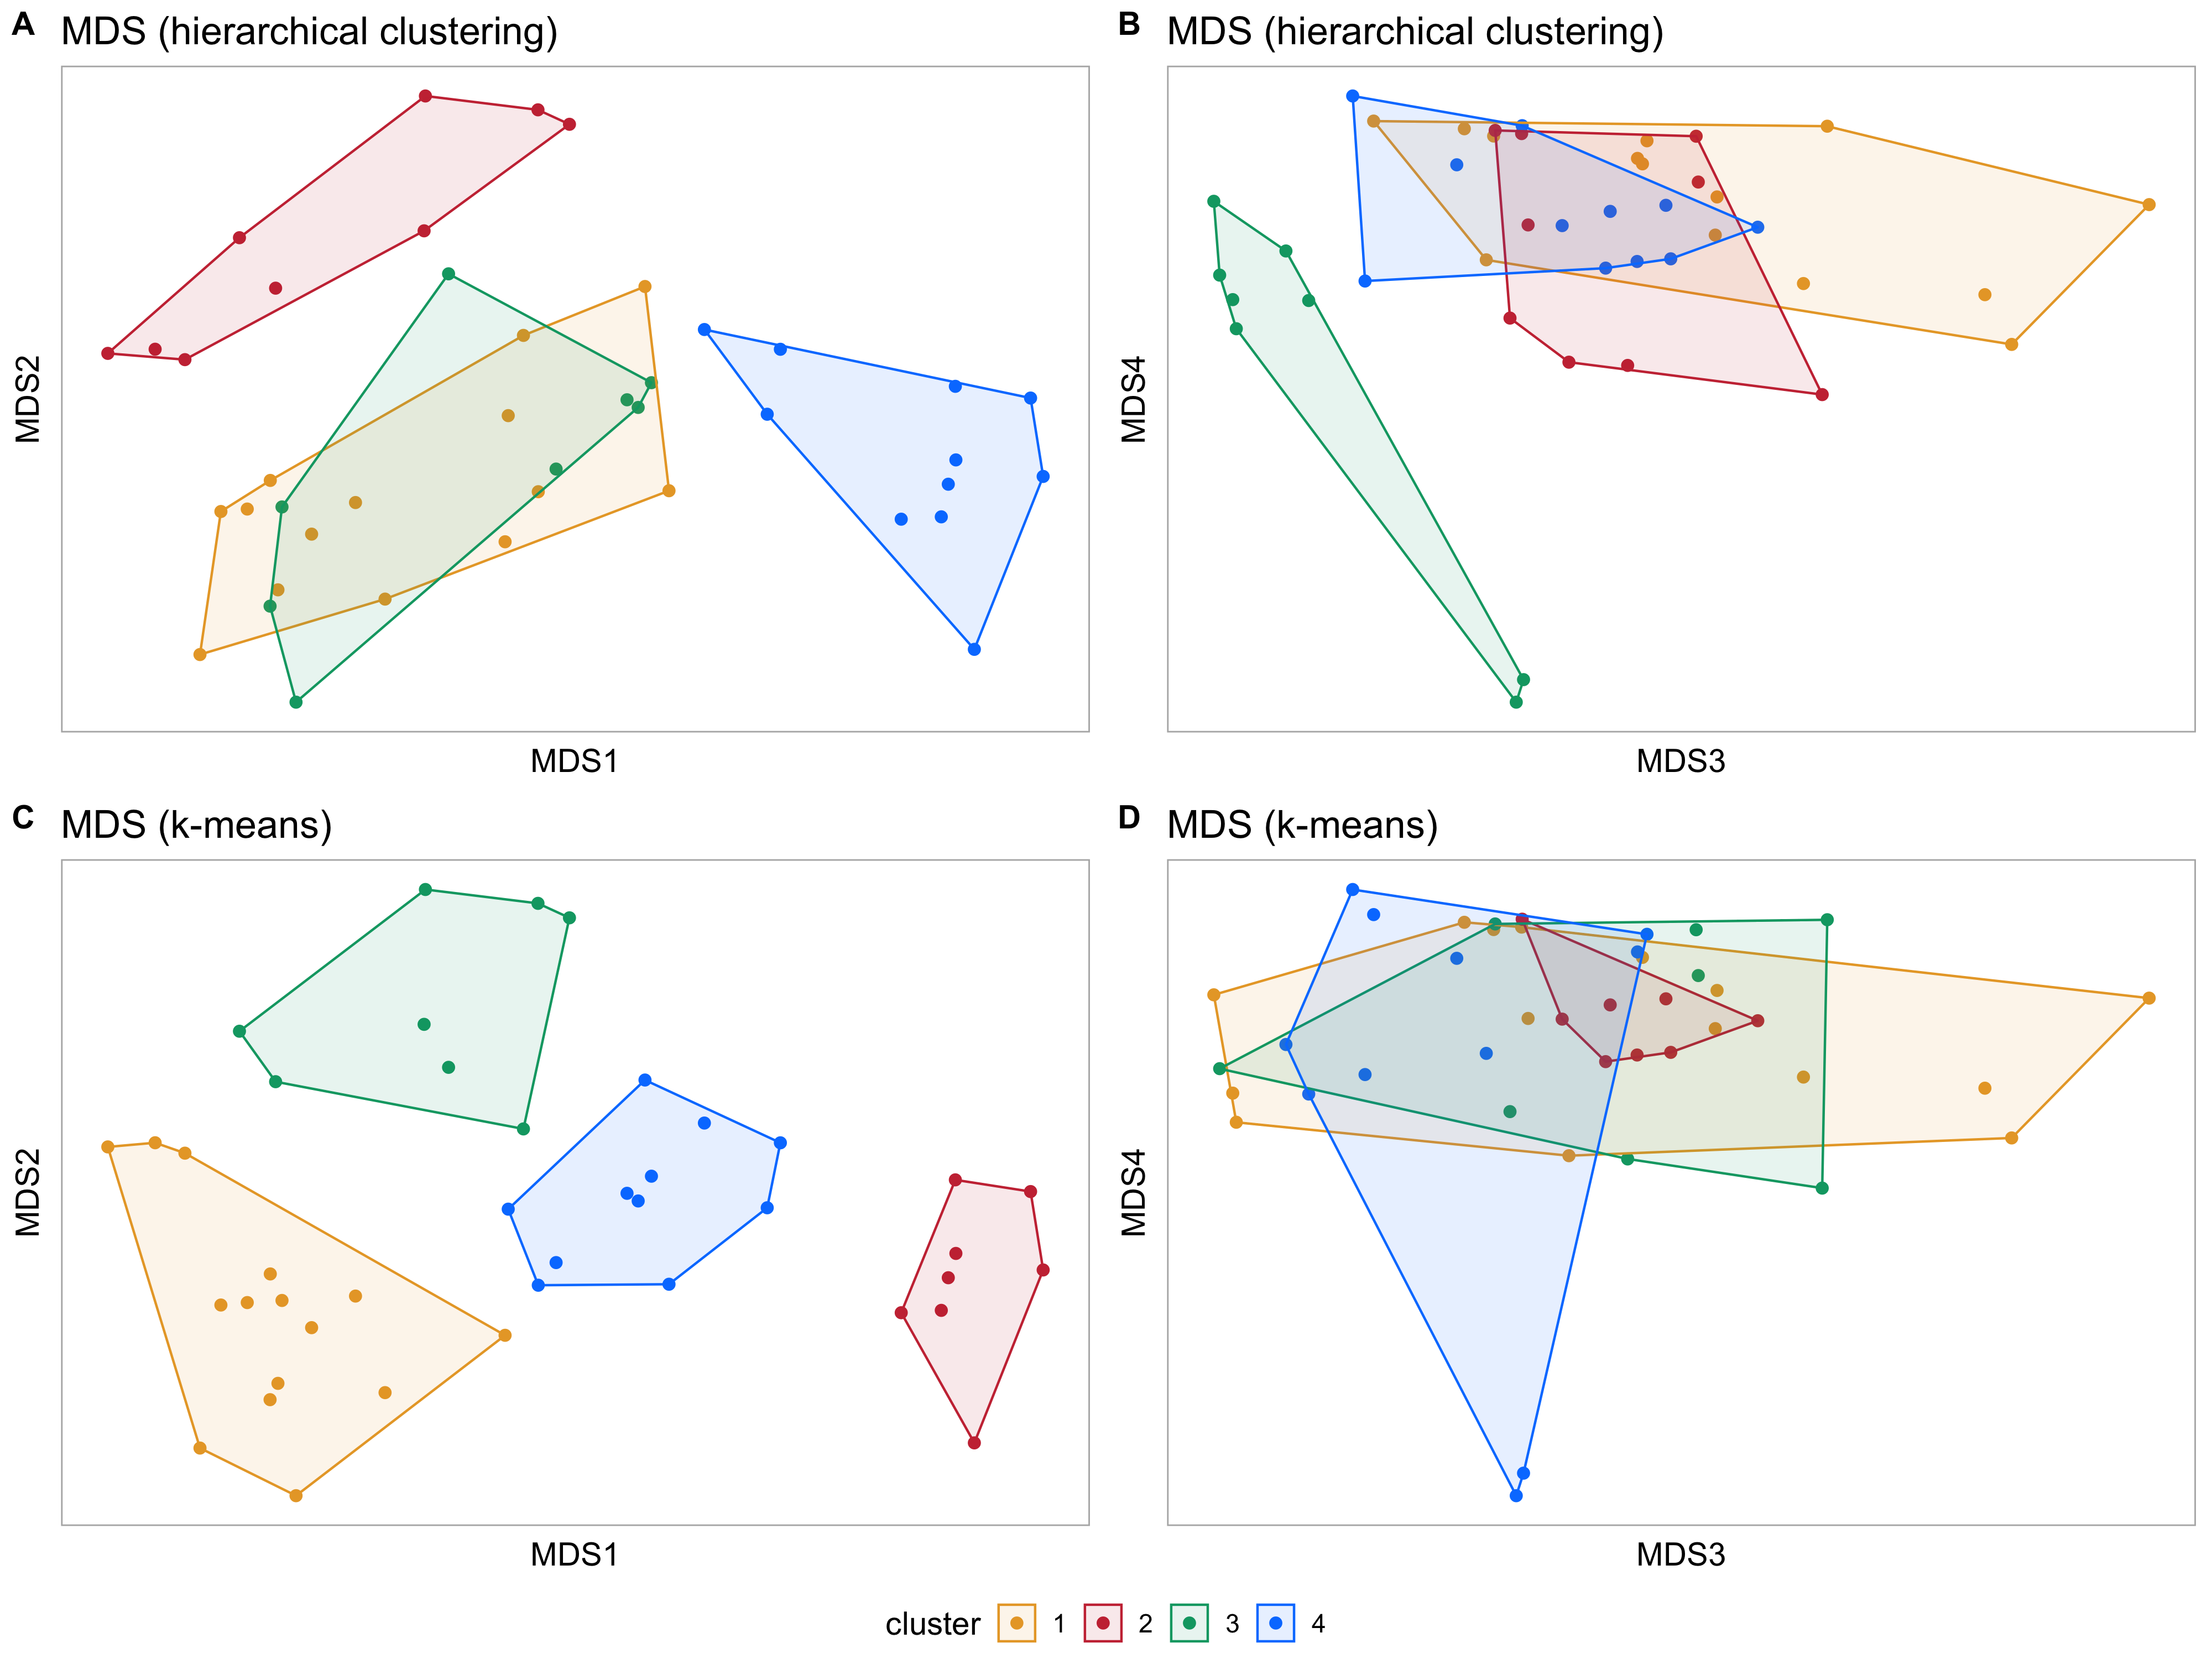 A MDS (hierarchical clustering)
MDS2
MDS1
B MDS (hierarchical clustering)
MDS4
MDS3
C MDS (k-means)
MDS2
MDS1
D MDS (k-means)
MDS4
MDS3
cluster 1 2 3 4